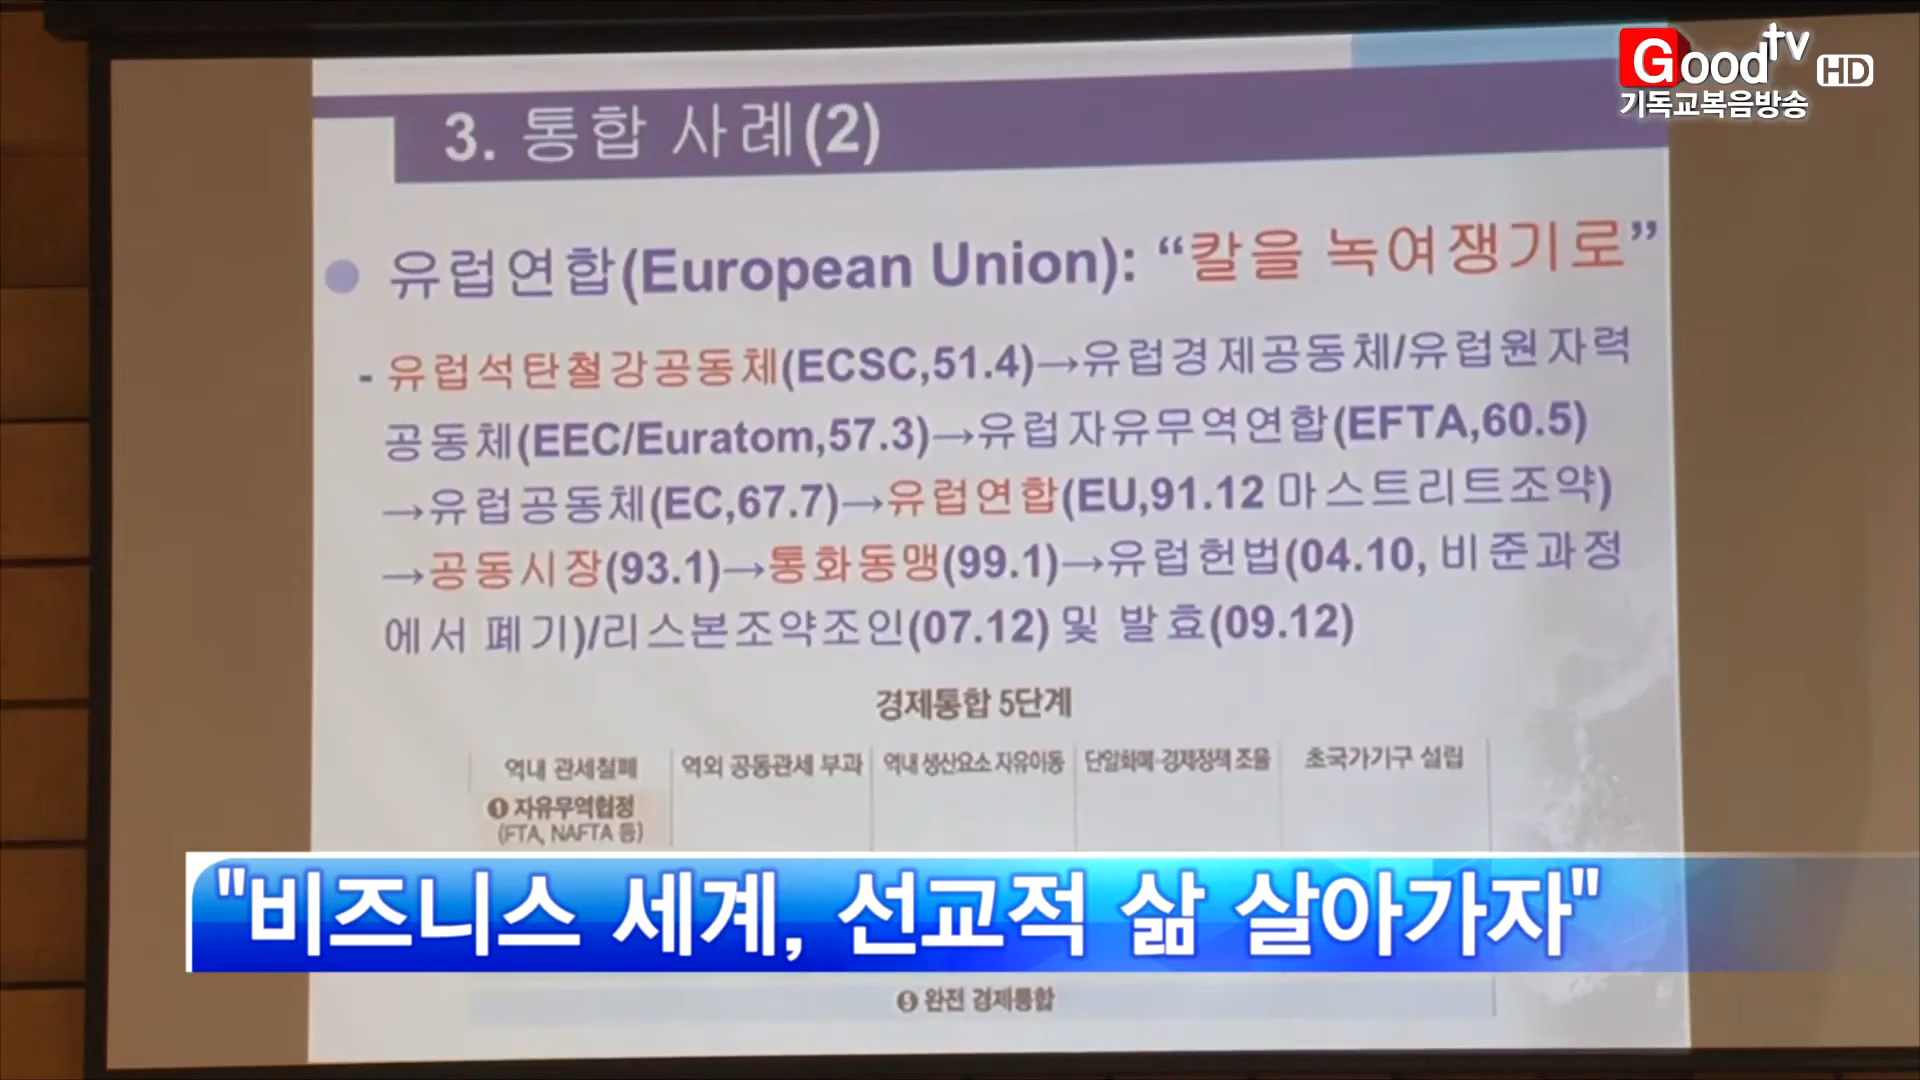 Good tv HD
기독교복음방송
3. 통합 사례(2)
유럽연합(European Union): “칼을 녹여쟁기로”
- 유럽석탄철강공동체(ECSC,51.4)→유럽경제공동체/유럽원자력
공동체(EEC/Euratom,57.3)→유럽자유무역연합(EFTA,60.5)
→유럽공동체(EC,67.7)→유럽연합(EU,91.12 마스트리트조약)
→공동시장(93.1)→통화동맹(99.1)→유럽헌법(04.10, 비준과정
에서 폐기)/리스본조약조인(07.12) 및 발효(09.12)
경제통합 5단계
역내 관세철폐 역외 공동관세 부과 역내 생산요소 자유이동 단일화폐·경제정책 조율 초국가기구 설립
❶ 자유무역협정
(FTA, NAFTA 등)
"비즈니스 세계, 선교적 삶 살아가자"
❺ 완전 경제통합